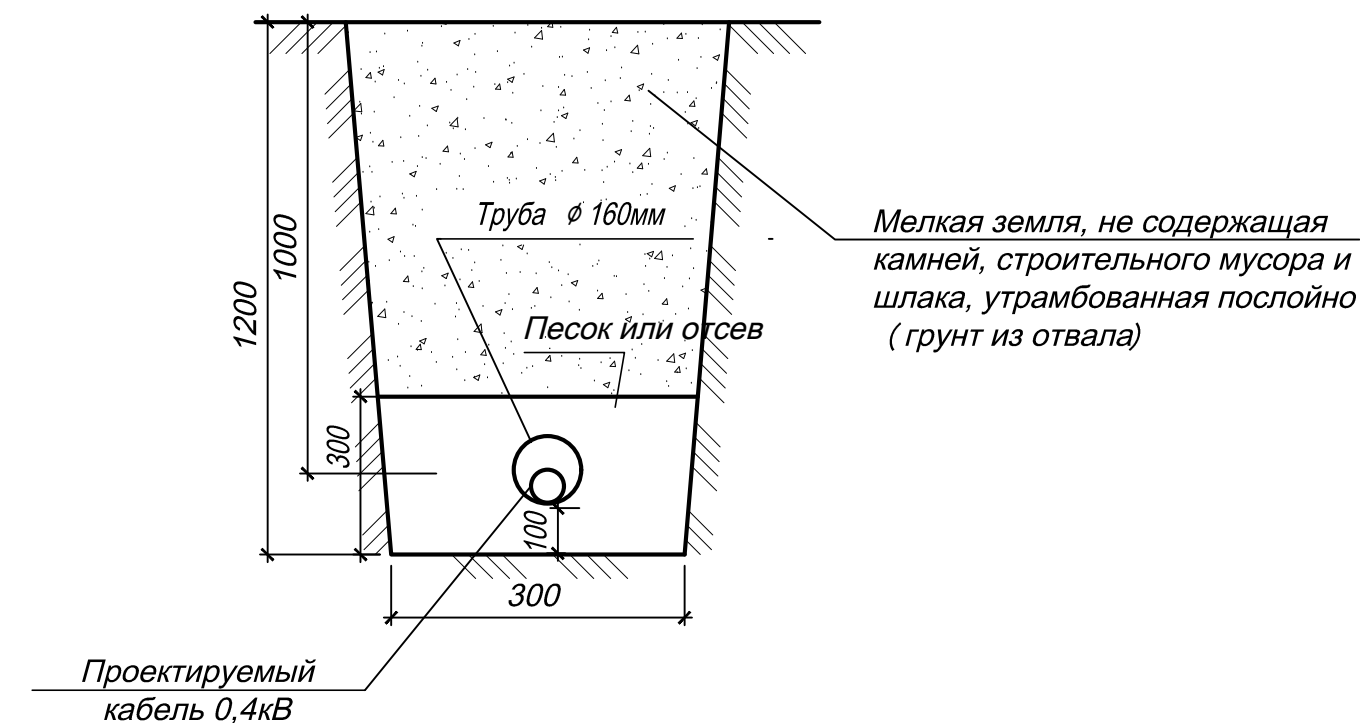 Труба ф 160мм
Мелкая земля, не содержащая
камней, строительного мусора и
шлака, утрамбованная послойно
( грунт из отвала)
1000
1200
Песок или отсев
300
100
300
Проектируемый
кабель 0,4кВ